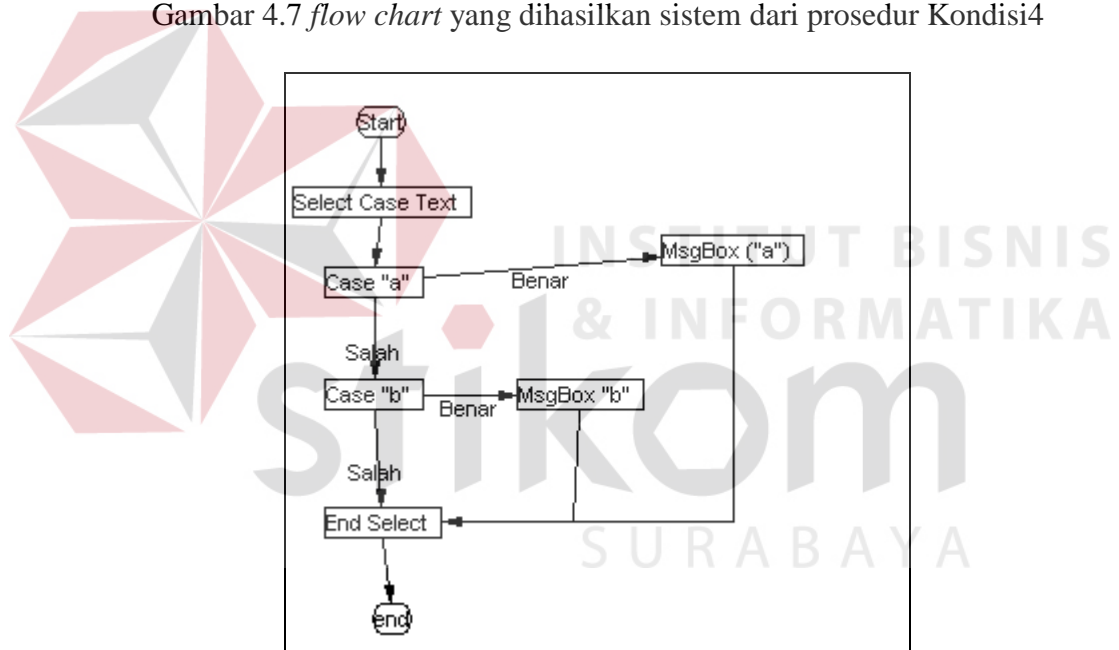 Gambar 4.7 flow chart yang dihasilkan sistem dari prosedur Kondisi4
Start
Select Case Text
MsgBox ("a")
Case "a"
Benar
Salah
Case "b"
Benar
MsgBox "b"
Salah
End Select
end
INSTITUT BISNIS
& INFORMATIKA
stikom
SURABAYA